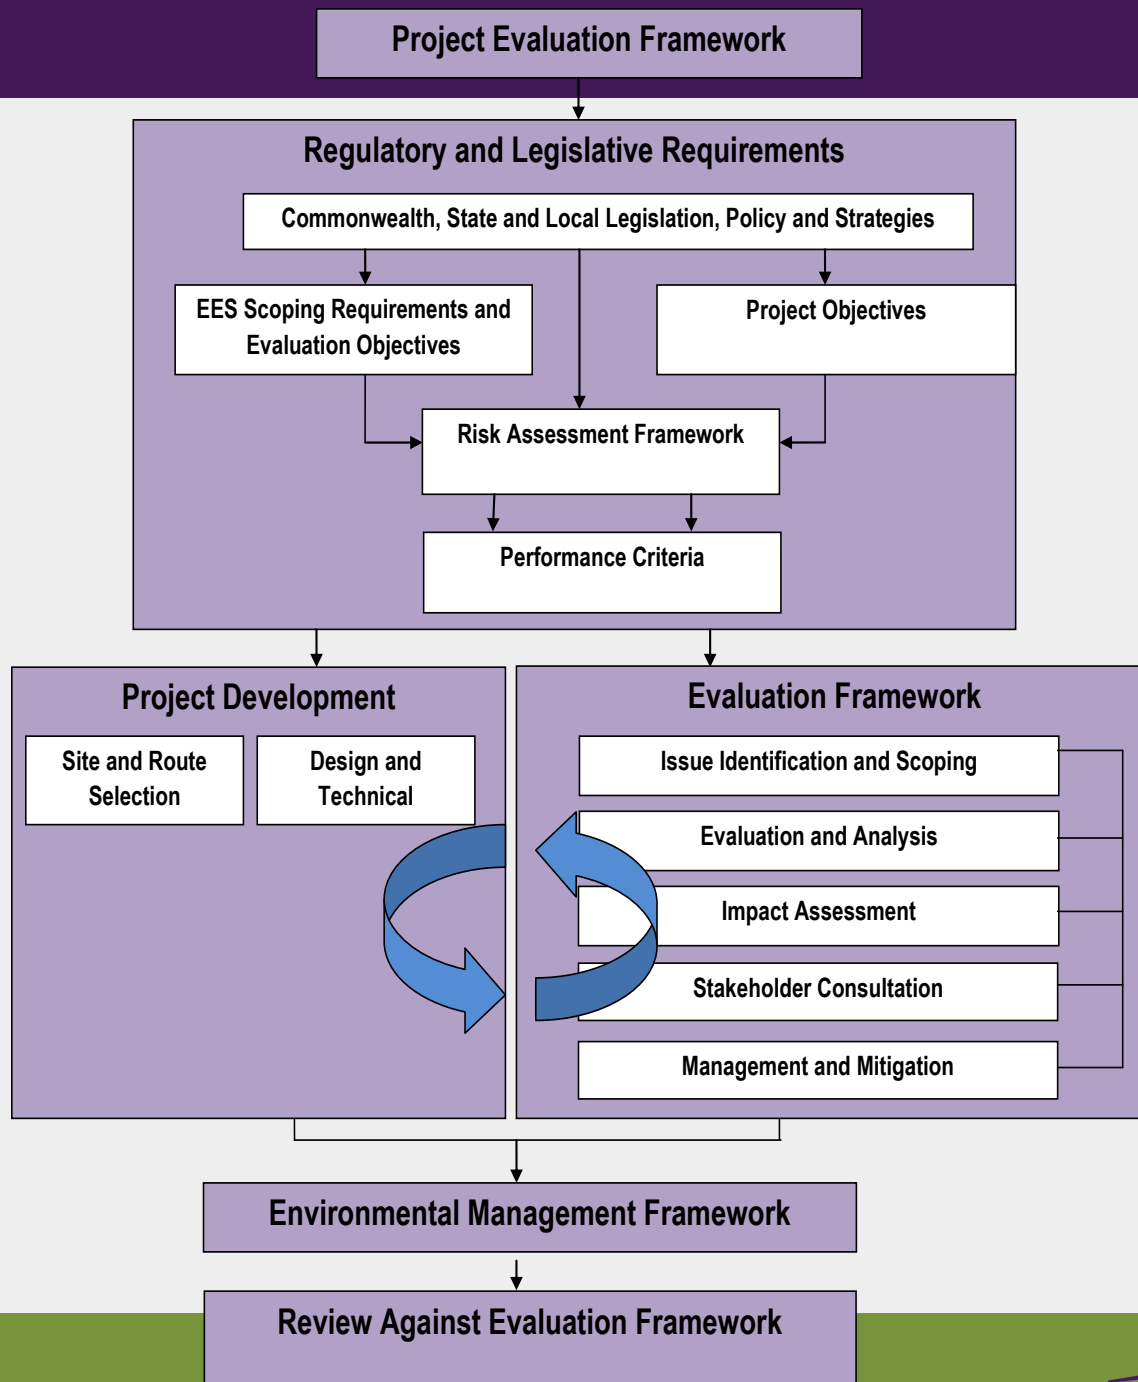 Project Evaluation Framework
Regulatory and Legislative Requirements
Commonwealth, State and Local Legislation, Policy and Strategies
EES Scoping Requirements and
Evaluation Objectives
Project Objectives
Risk Assessment Framework
Performance Criteria
Project Development
Site and Route
Selection
Design and
Technical
Evaluation Framework
Issue Identification and Scoping
Evaluation and Analysis
Impact Assessment
Stakeholder Consultation
Management and Mitigation
Environmental Management Framework
Review Against Evaluation Framework